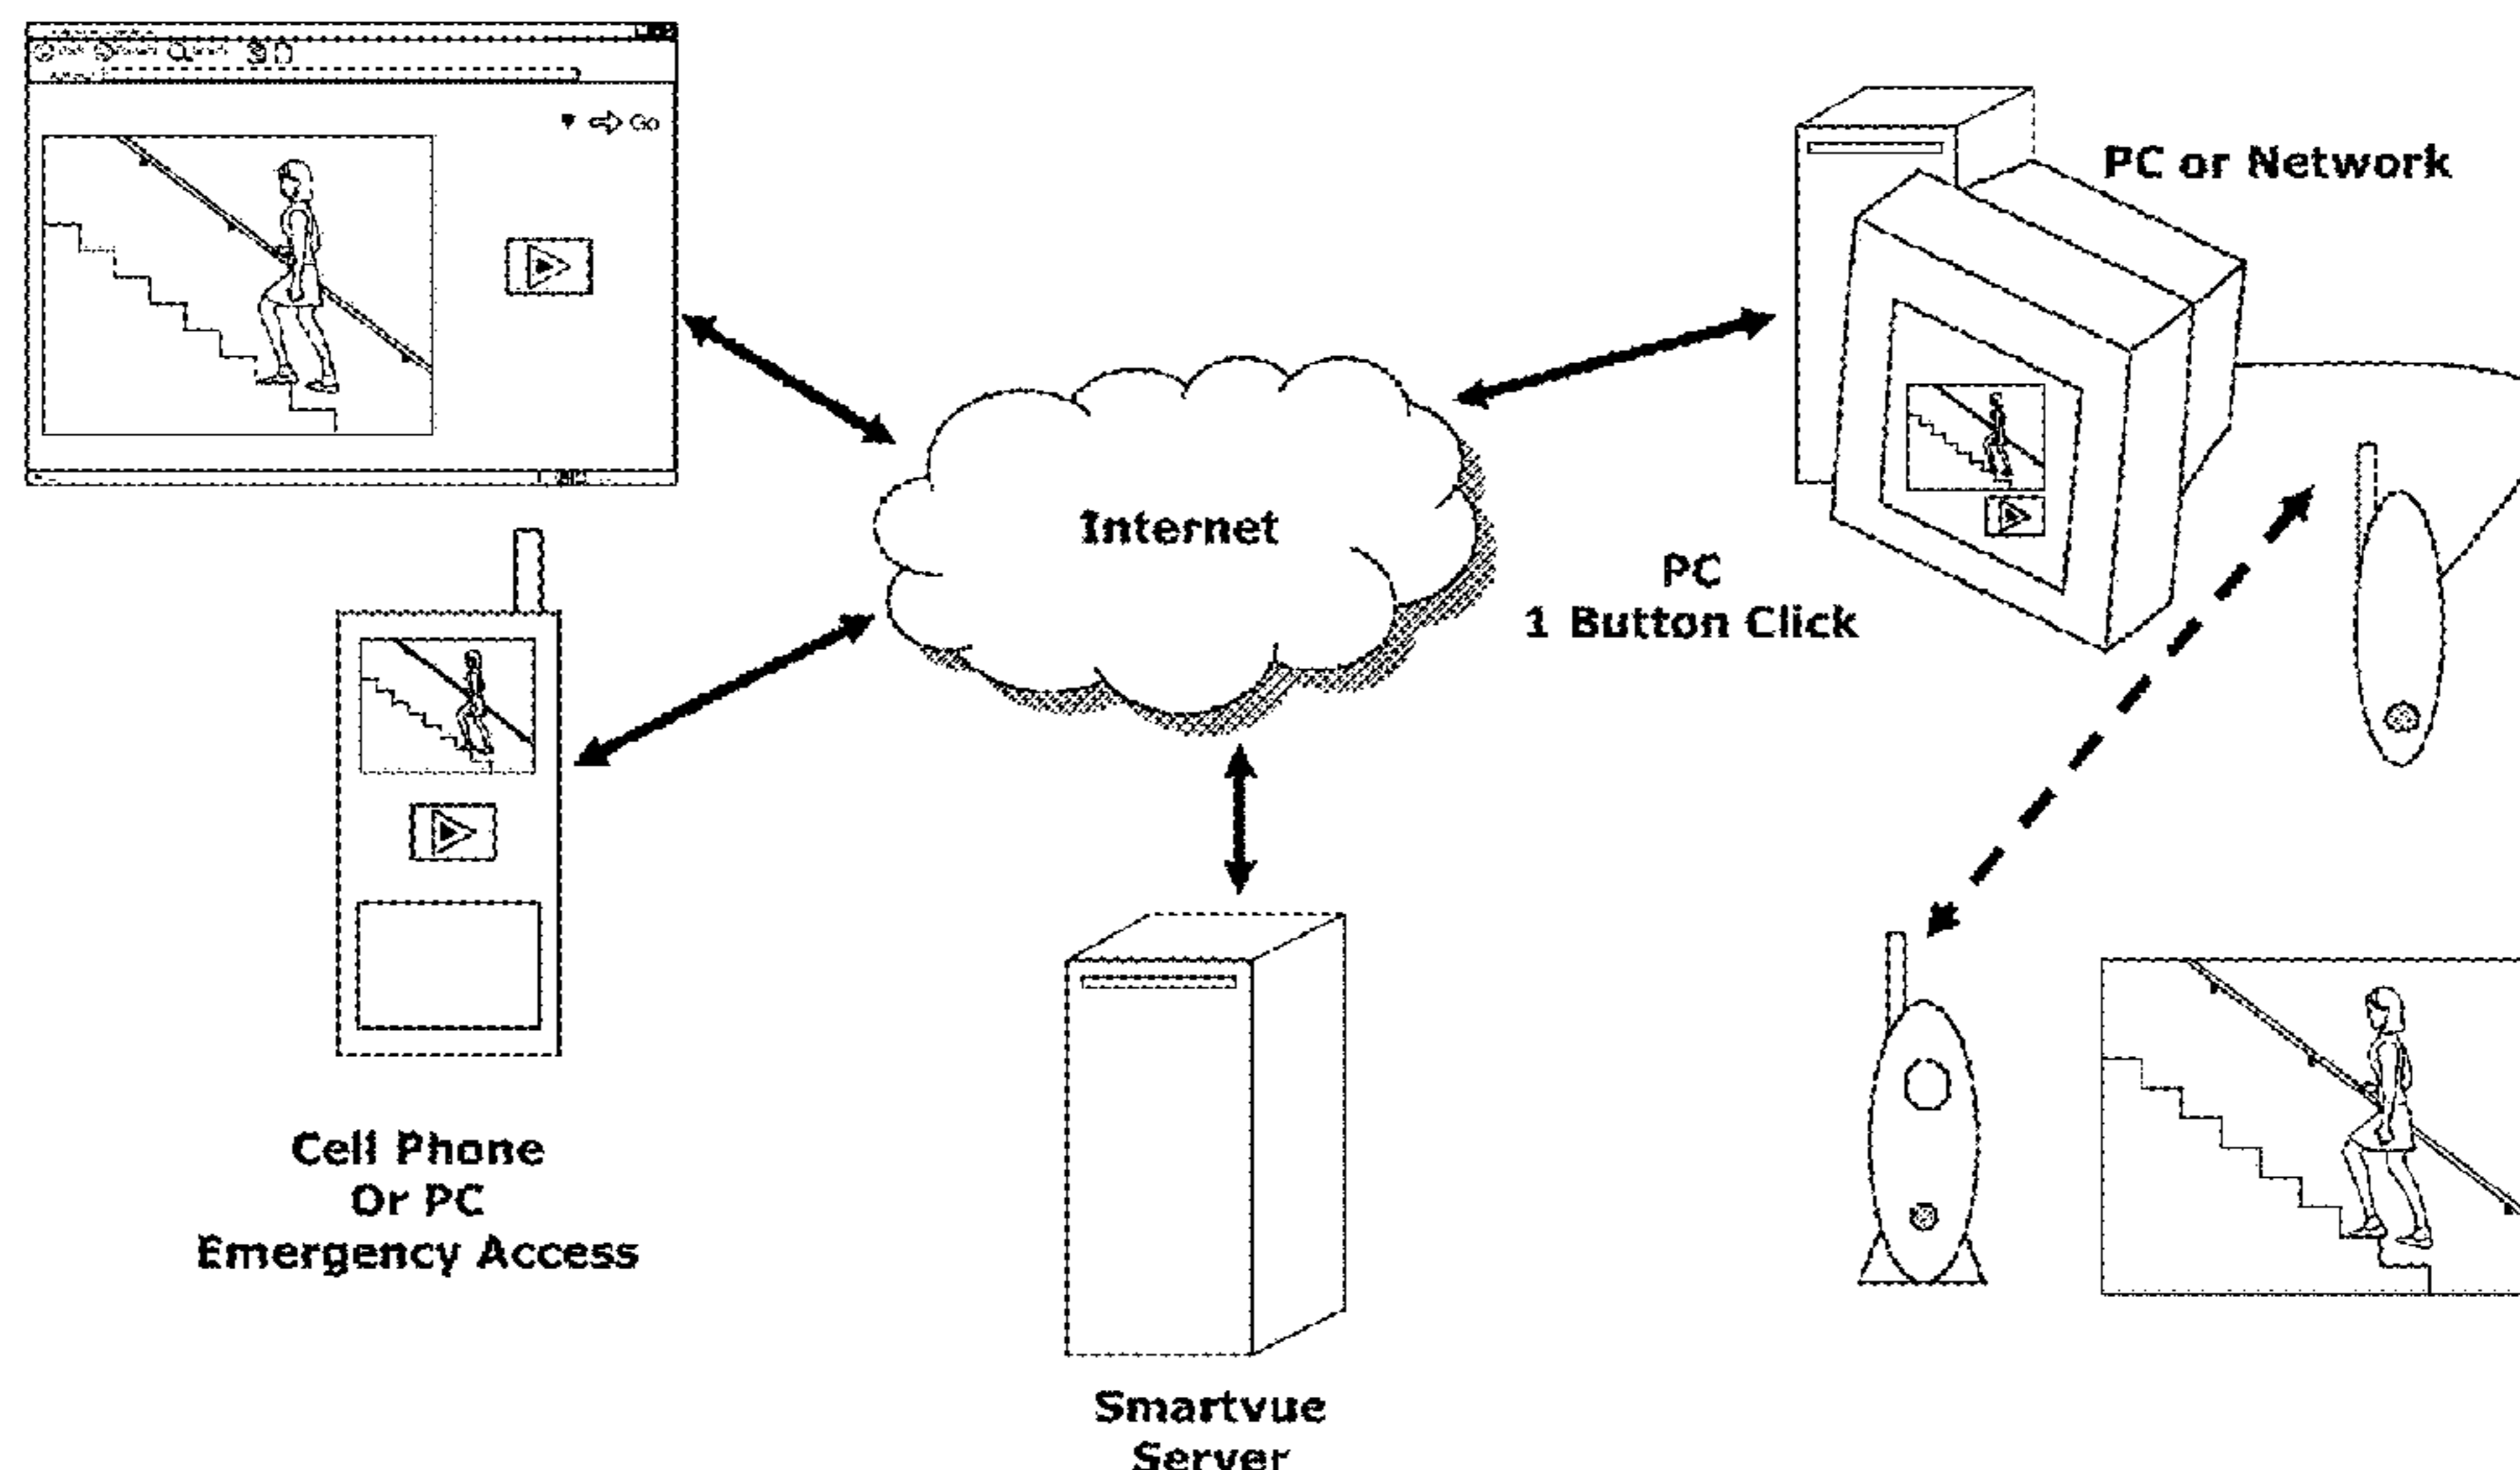 Go
PC or Network
Internet
PC
1 Button Click
Cell Phone
Or PC
Emergency Access
Smartvue
Server